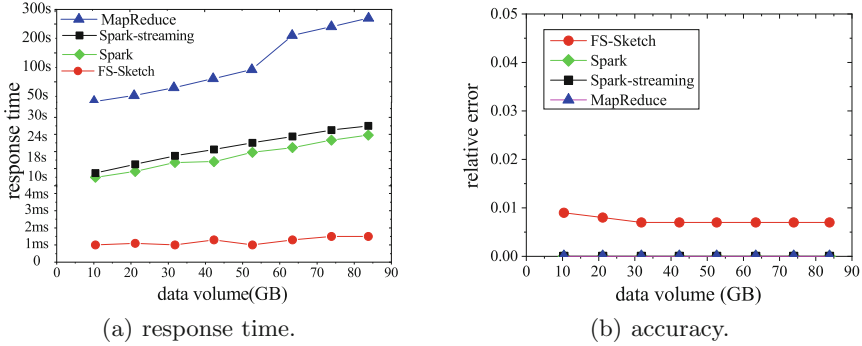 300s
200s
100s
50s
30s
24s
18s
10s
4ms
3ms
2ms
1ms
0
response time
MapReduce
Spark-streaming
Spark
FS-Sketch
0 10 20 30 40 50 60 70 80 90
data volume(GB)
(a) response time.
0.05
0.04
0.03
0.02
0.01
0.00
relative error
FS-Sketch
Spark
Spark-streaming
MapReduce
0 10 20 30 40 50 60 70 80 90
data volume (GB)
(b) accuracy.